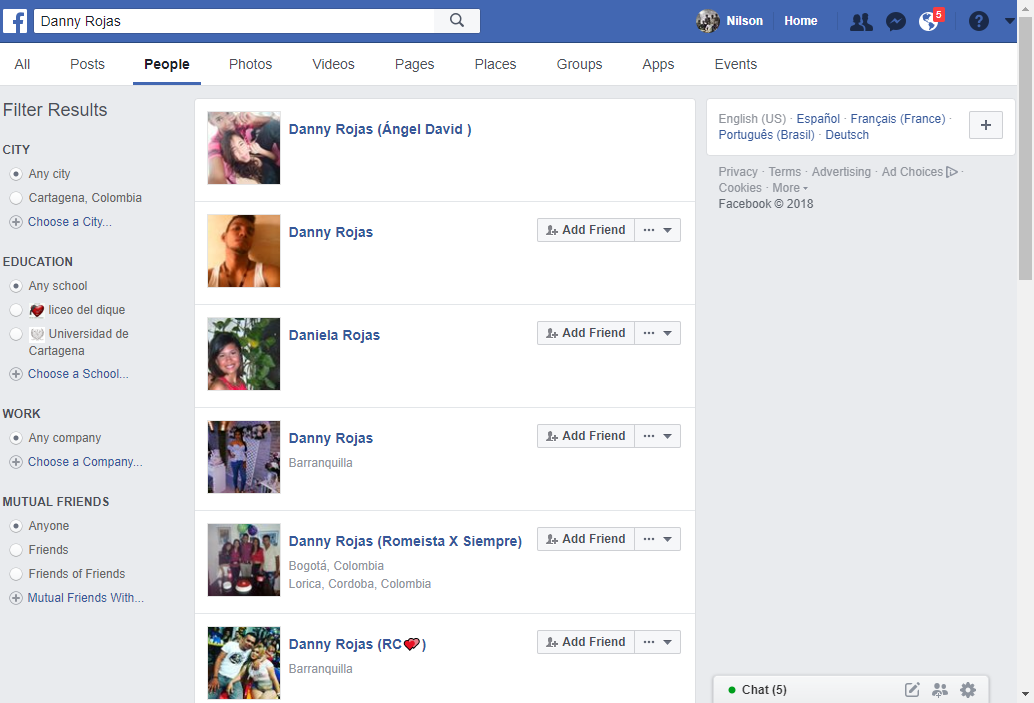 Danny Rojas
Nilson
Home
5
All
Posts
People
Photos
Videos
Pages
Places
Groups
Apps
Events
Filter Results
CITY
Any city
Cartagena, Colombia
Choose a City...
EDUCATION
Any school
liceo del dique
Universidad de
Cartagena
Choose a School...
WORK
Any company
Choose a Company...
MUTUAL FRIENDS
Anyone
Friends
Friends of Friends
Mutual Friends With...
Danny Rojas (Ángel David )
Danny Rojas
Add Friend
Daniela Rojas
Add Friend
Danny Rojas
Barranquilla
Add Friend
Danny Rojas (Romeista X Siempre)
Bogotá, Colombia
Lorica, Cordoba, Colombia
Add Friend
Danny Rojas (RC💕)
Barranquilla
Add Friend
English (US) · Español · Français (France) ·
Português (Brasil) · Deutsch
Privacy · Terms · Advertising · Ad Choices ·
Cookies · More
Facebook © 2018
Chat (5)